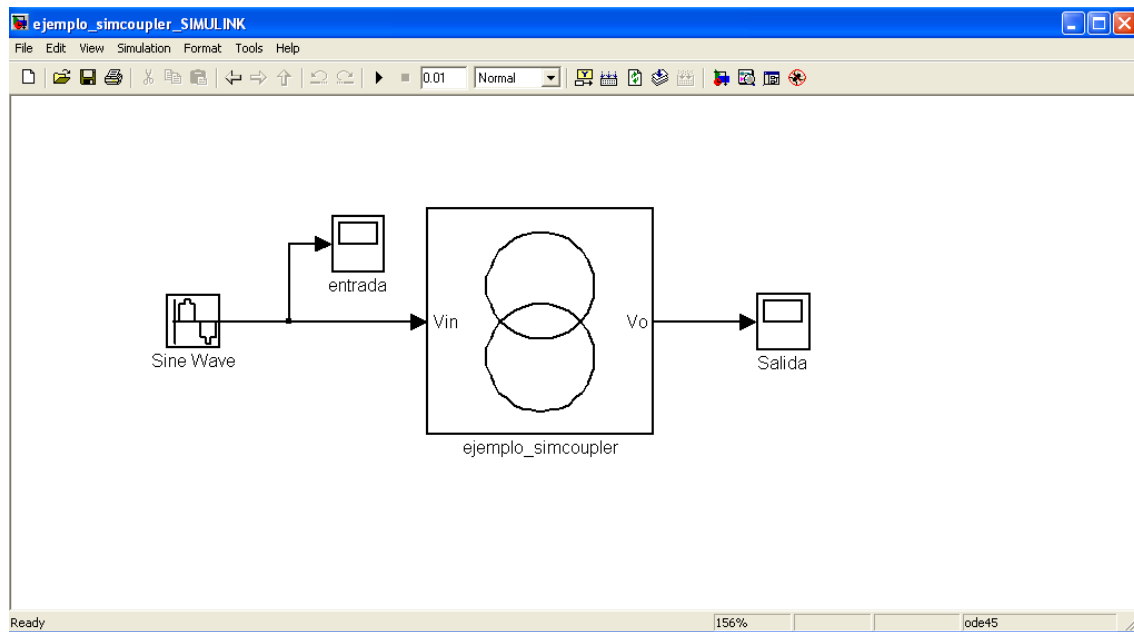 ejemplo_simcoupler_SIMULINK
File Edit View Simulation Format Tools Help
0.01 Normal
entrada
Vin Vo
Sine Wave
Salida
ejemplo_simcoupler
Ready 156% ode45